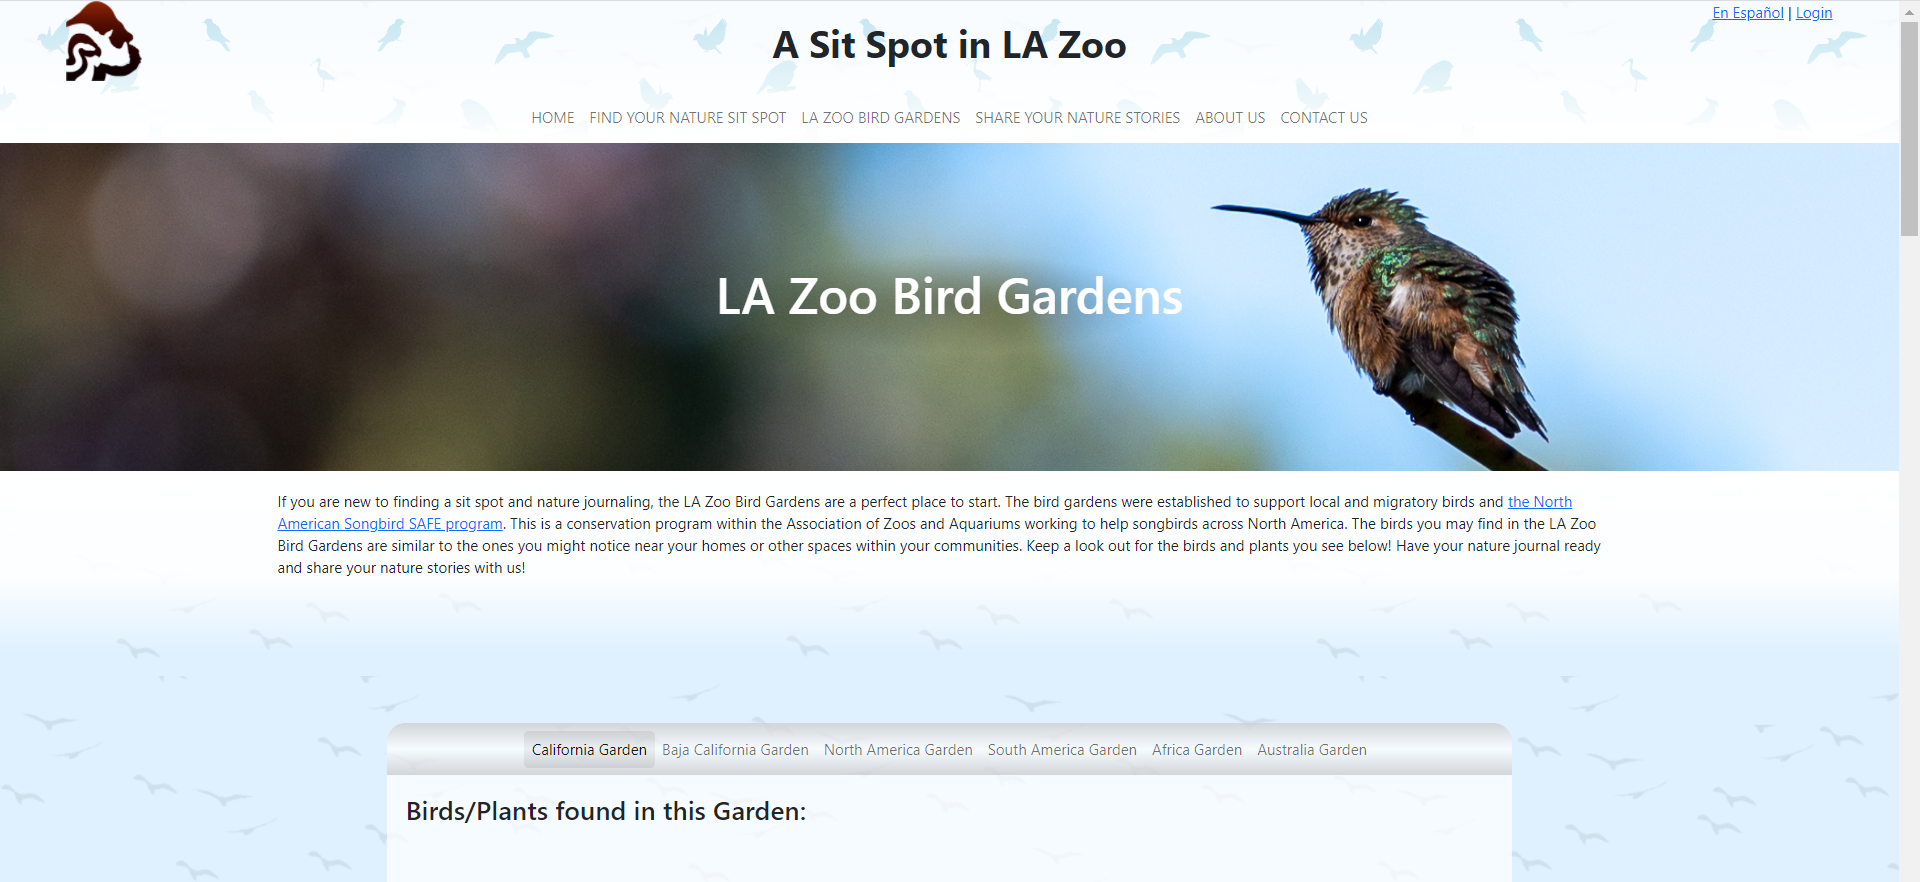 En Español | Login
A Sit Spot in LA Zoo
HOME FIND YOUR NATURE SIT SPOT LA ZOO BIRD GARDENS SHARE YOUR NATURE STORIES ABOUT US CONTACT US
LA Zoo Bird Gardens
If you are new to finding a sit spot and nature journaling, the LA Zoo Bird Gardens are a perfect place to start. The bird gardens were established to support local and migratory birds and the North
American Songbird SAFE program. This is a conservation program within the Association of Zoos and Aquariums working to help songbirds across North America. The birds you may find in the LA Zoo
Bird Gardens are similar to the ones you might notice near your homes or other spaces within your communities. Keep a look out for the birds and plants you see below! Have your nature journal ready
and share your nature stories with us!
California Garden Baja California Garden North America Garden South America Garden Africa Garden Australia Garden
Birds/Plants found in this Garden: